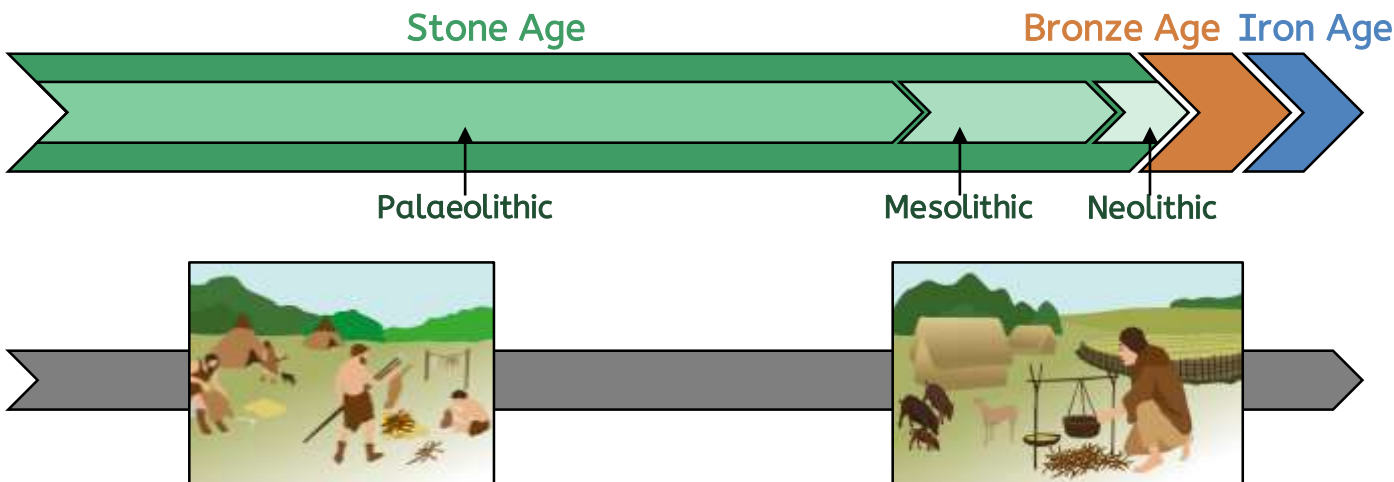 Stone Age
Bronze Age
Iron Age
Palaeolithic
Mesolithic
Neolithic